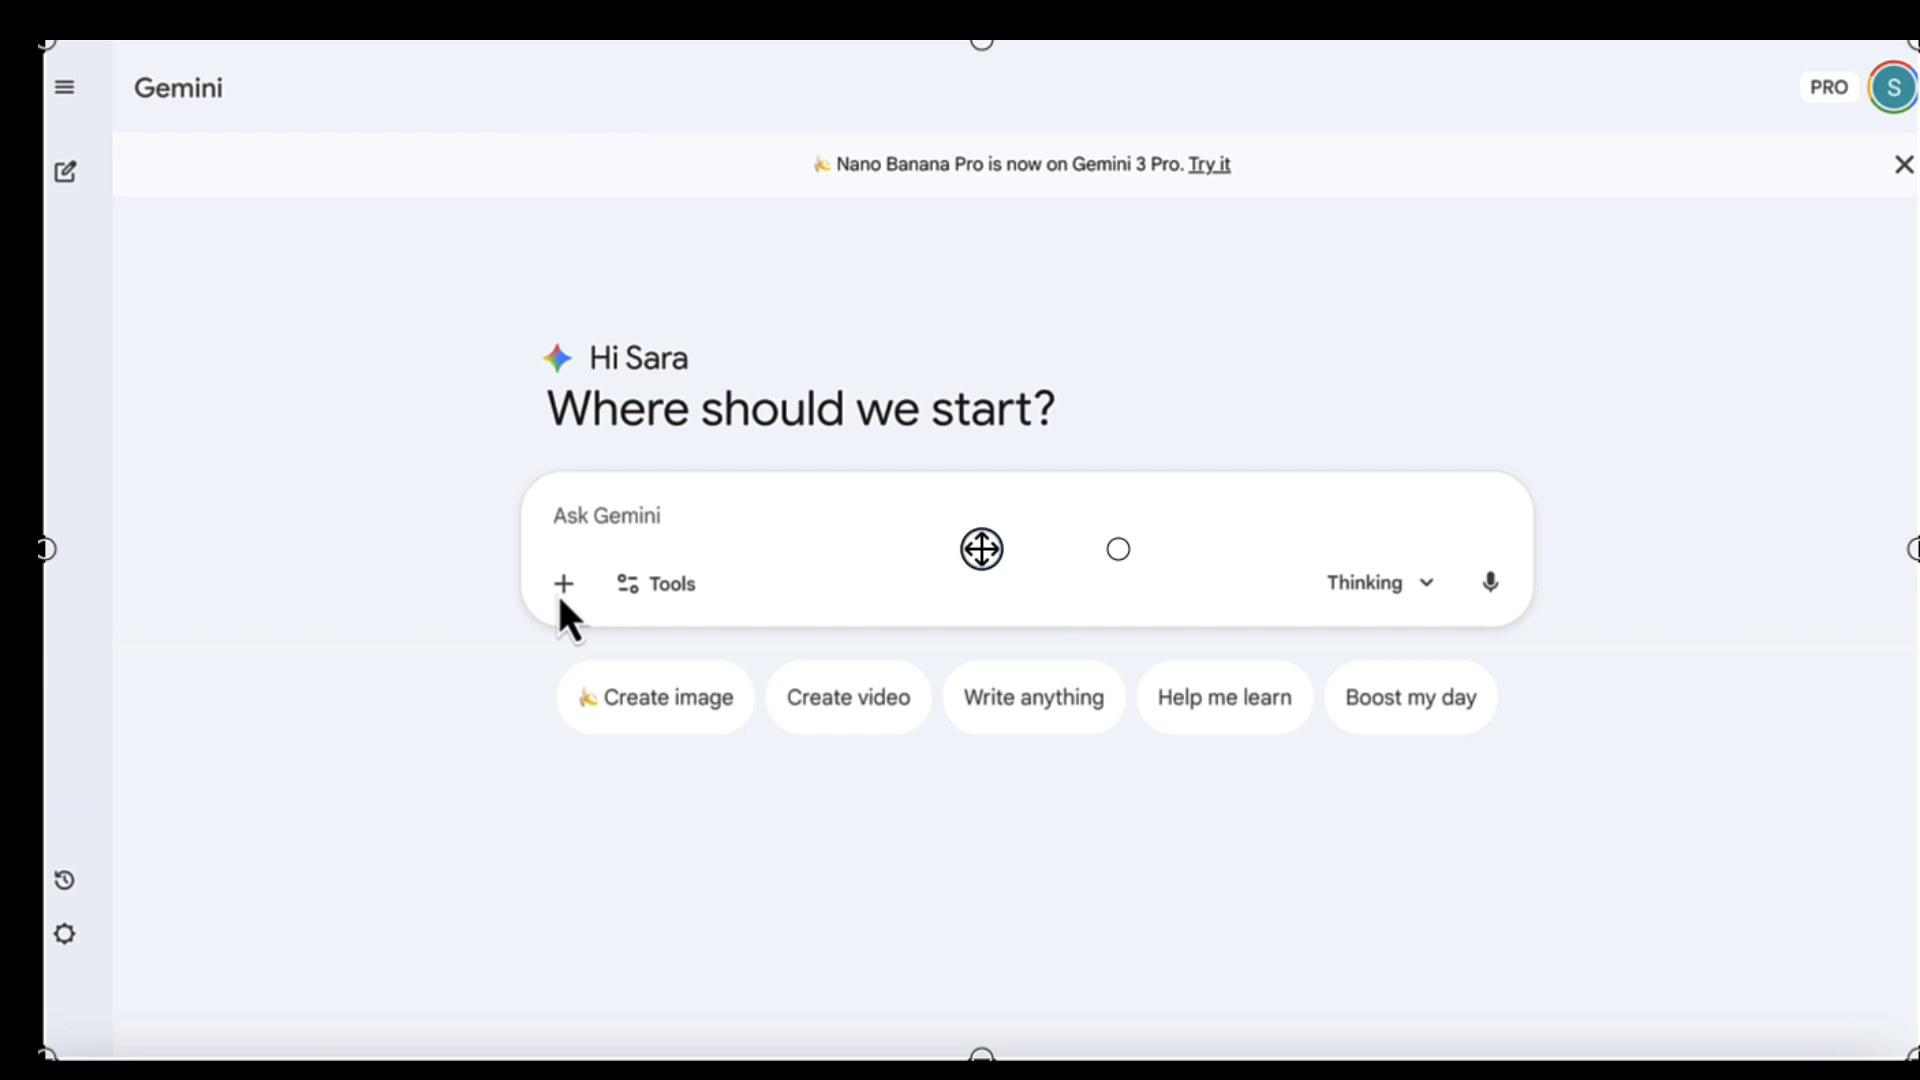 Gemini
PRO
S
Nano Banana Pro is now on Gemini 3 Pro. Try it
Hi Sara
Where should we start?
Ask Gemini
Tools
Thinking
Create image
Create video
Write anything
Help me learn
Boost my day